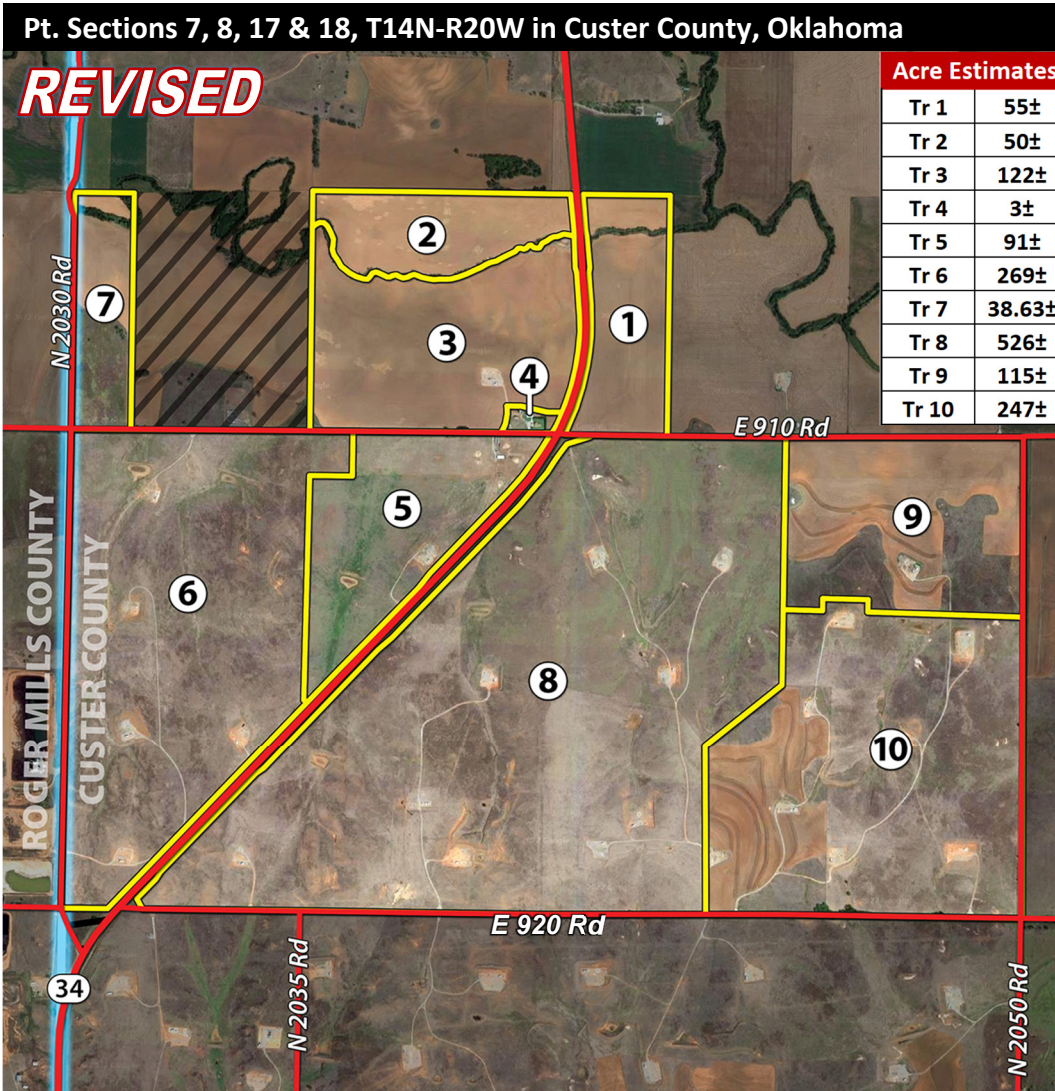 Pt. Sections 7, 8, 17 & 18, T14N-R20W in Custer County, Oklahoma
REVISED
Acre Estimates
Tr 1 55±
Tr 2 50±
Tr 3 122±
Tr 4 3±
Tr 5 91±
Tr 6 269±
Tr 7 38.63±
Tr 8 526±
Tr 9 115±
Tr 10 247±
2
7
N 2030 Rd
1
3
4
E 910 Rd
5
9
6
ROGER MILLS COUNTY
CUSTER COUNTY
8
10
E 920 Rd
34
N 2035 Rd
N 2050 Rd